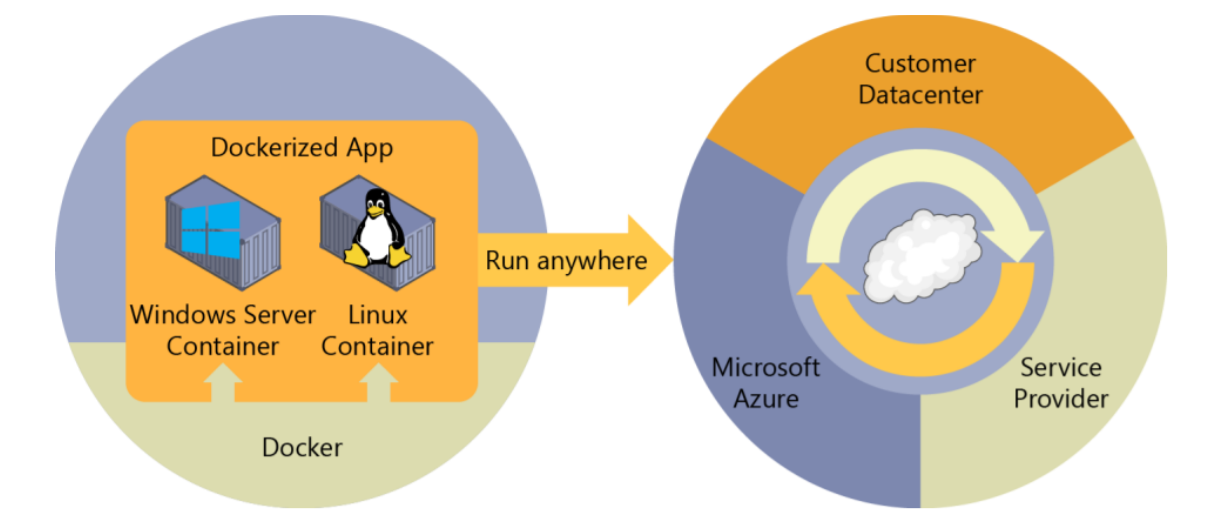 Dockerized App
Windows Server
Container
Linux
Container
Docker
Run anywhere
Customer
Datacenter
Microsoft
Azure
Service
Provider